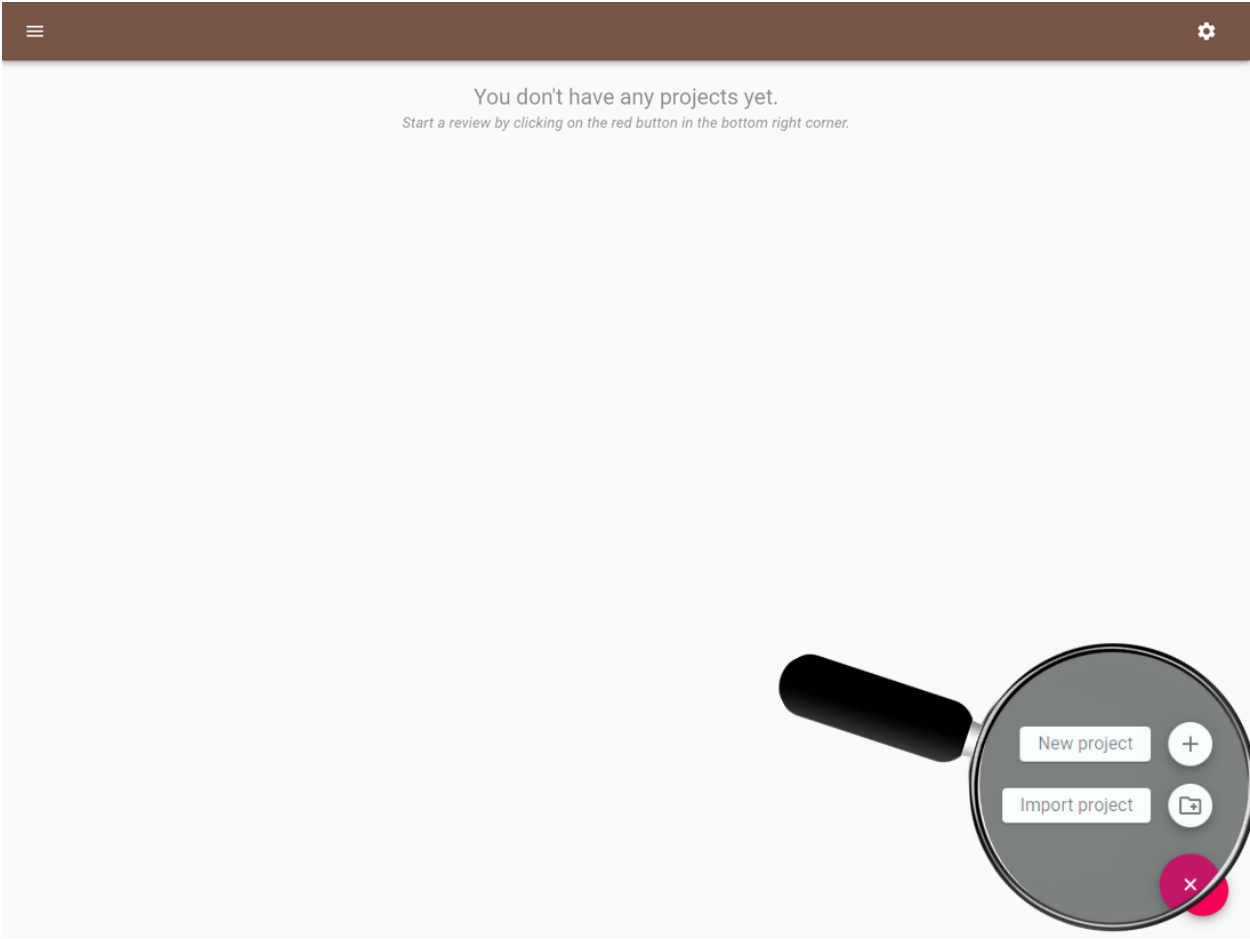 You don't have any projects yet.
Start a review by clicking on the red button in the bottom right corner.
New project
Import project